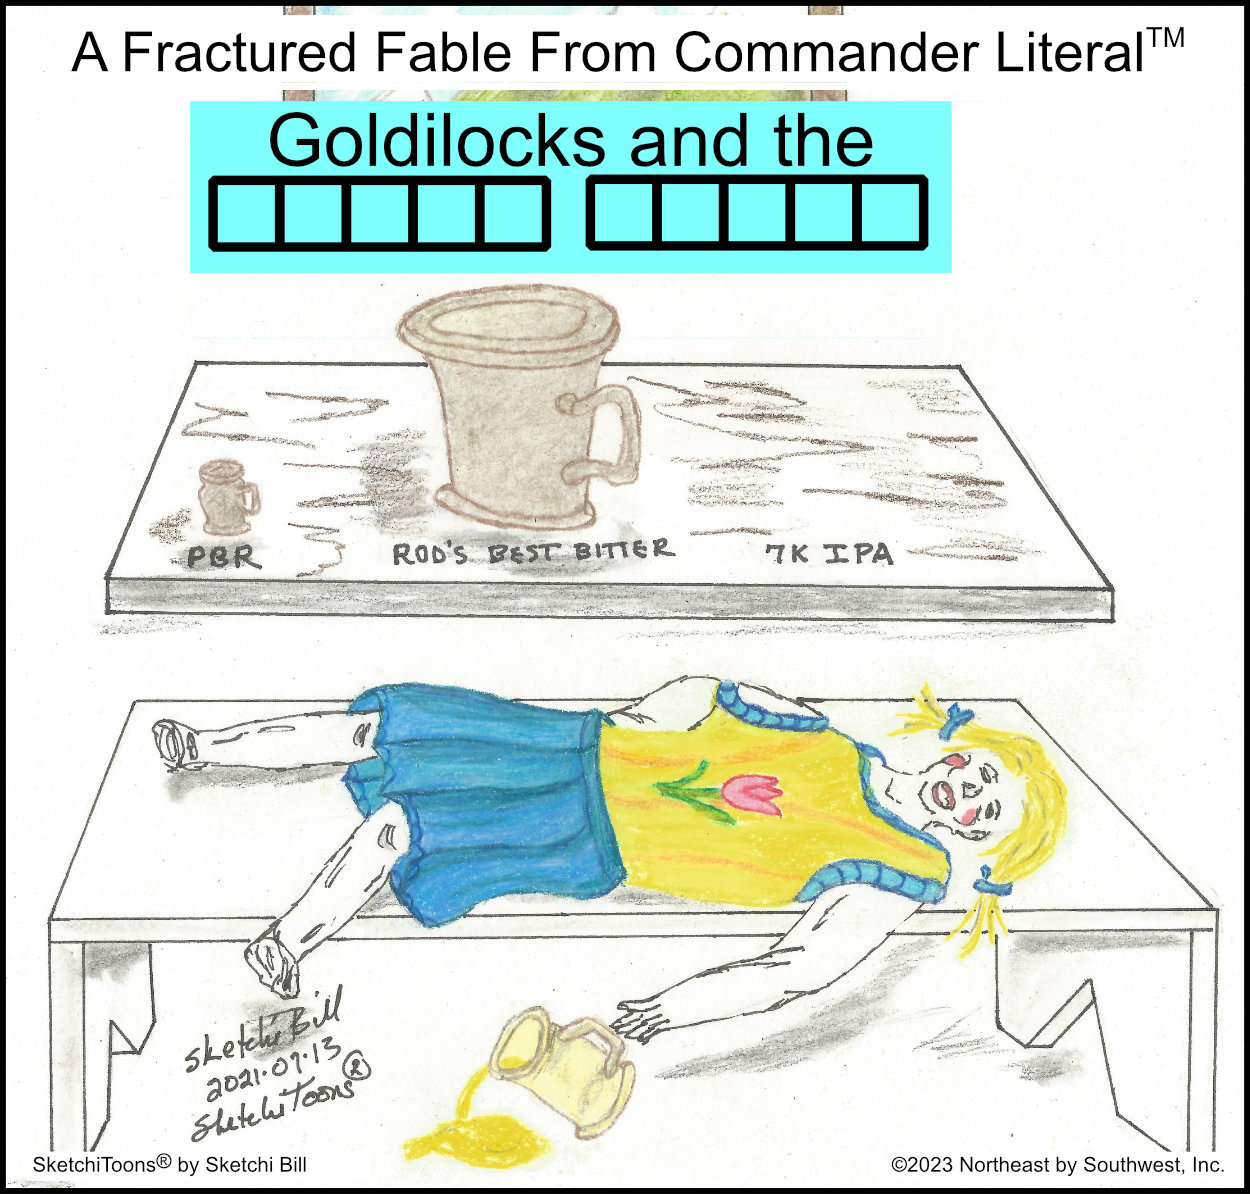 A Fractured Fable From Commander Literal™
Goldilocks and the
PBR
ROD'S BEST BITTER
7K IPA
Sketchi Bill
2021.09.13
SketchiToons®
SketchiToons® by Sketchi Bill
©2023 Northeast by Southwest, Inc.